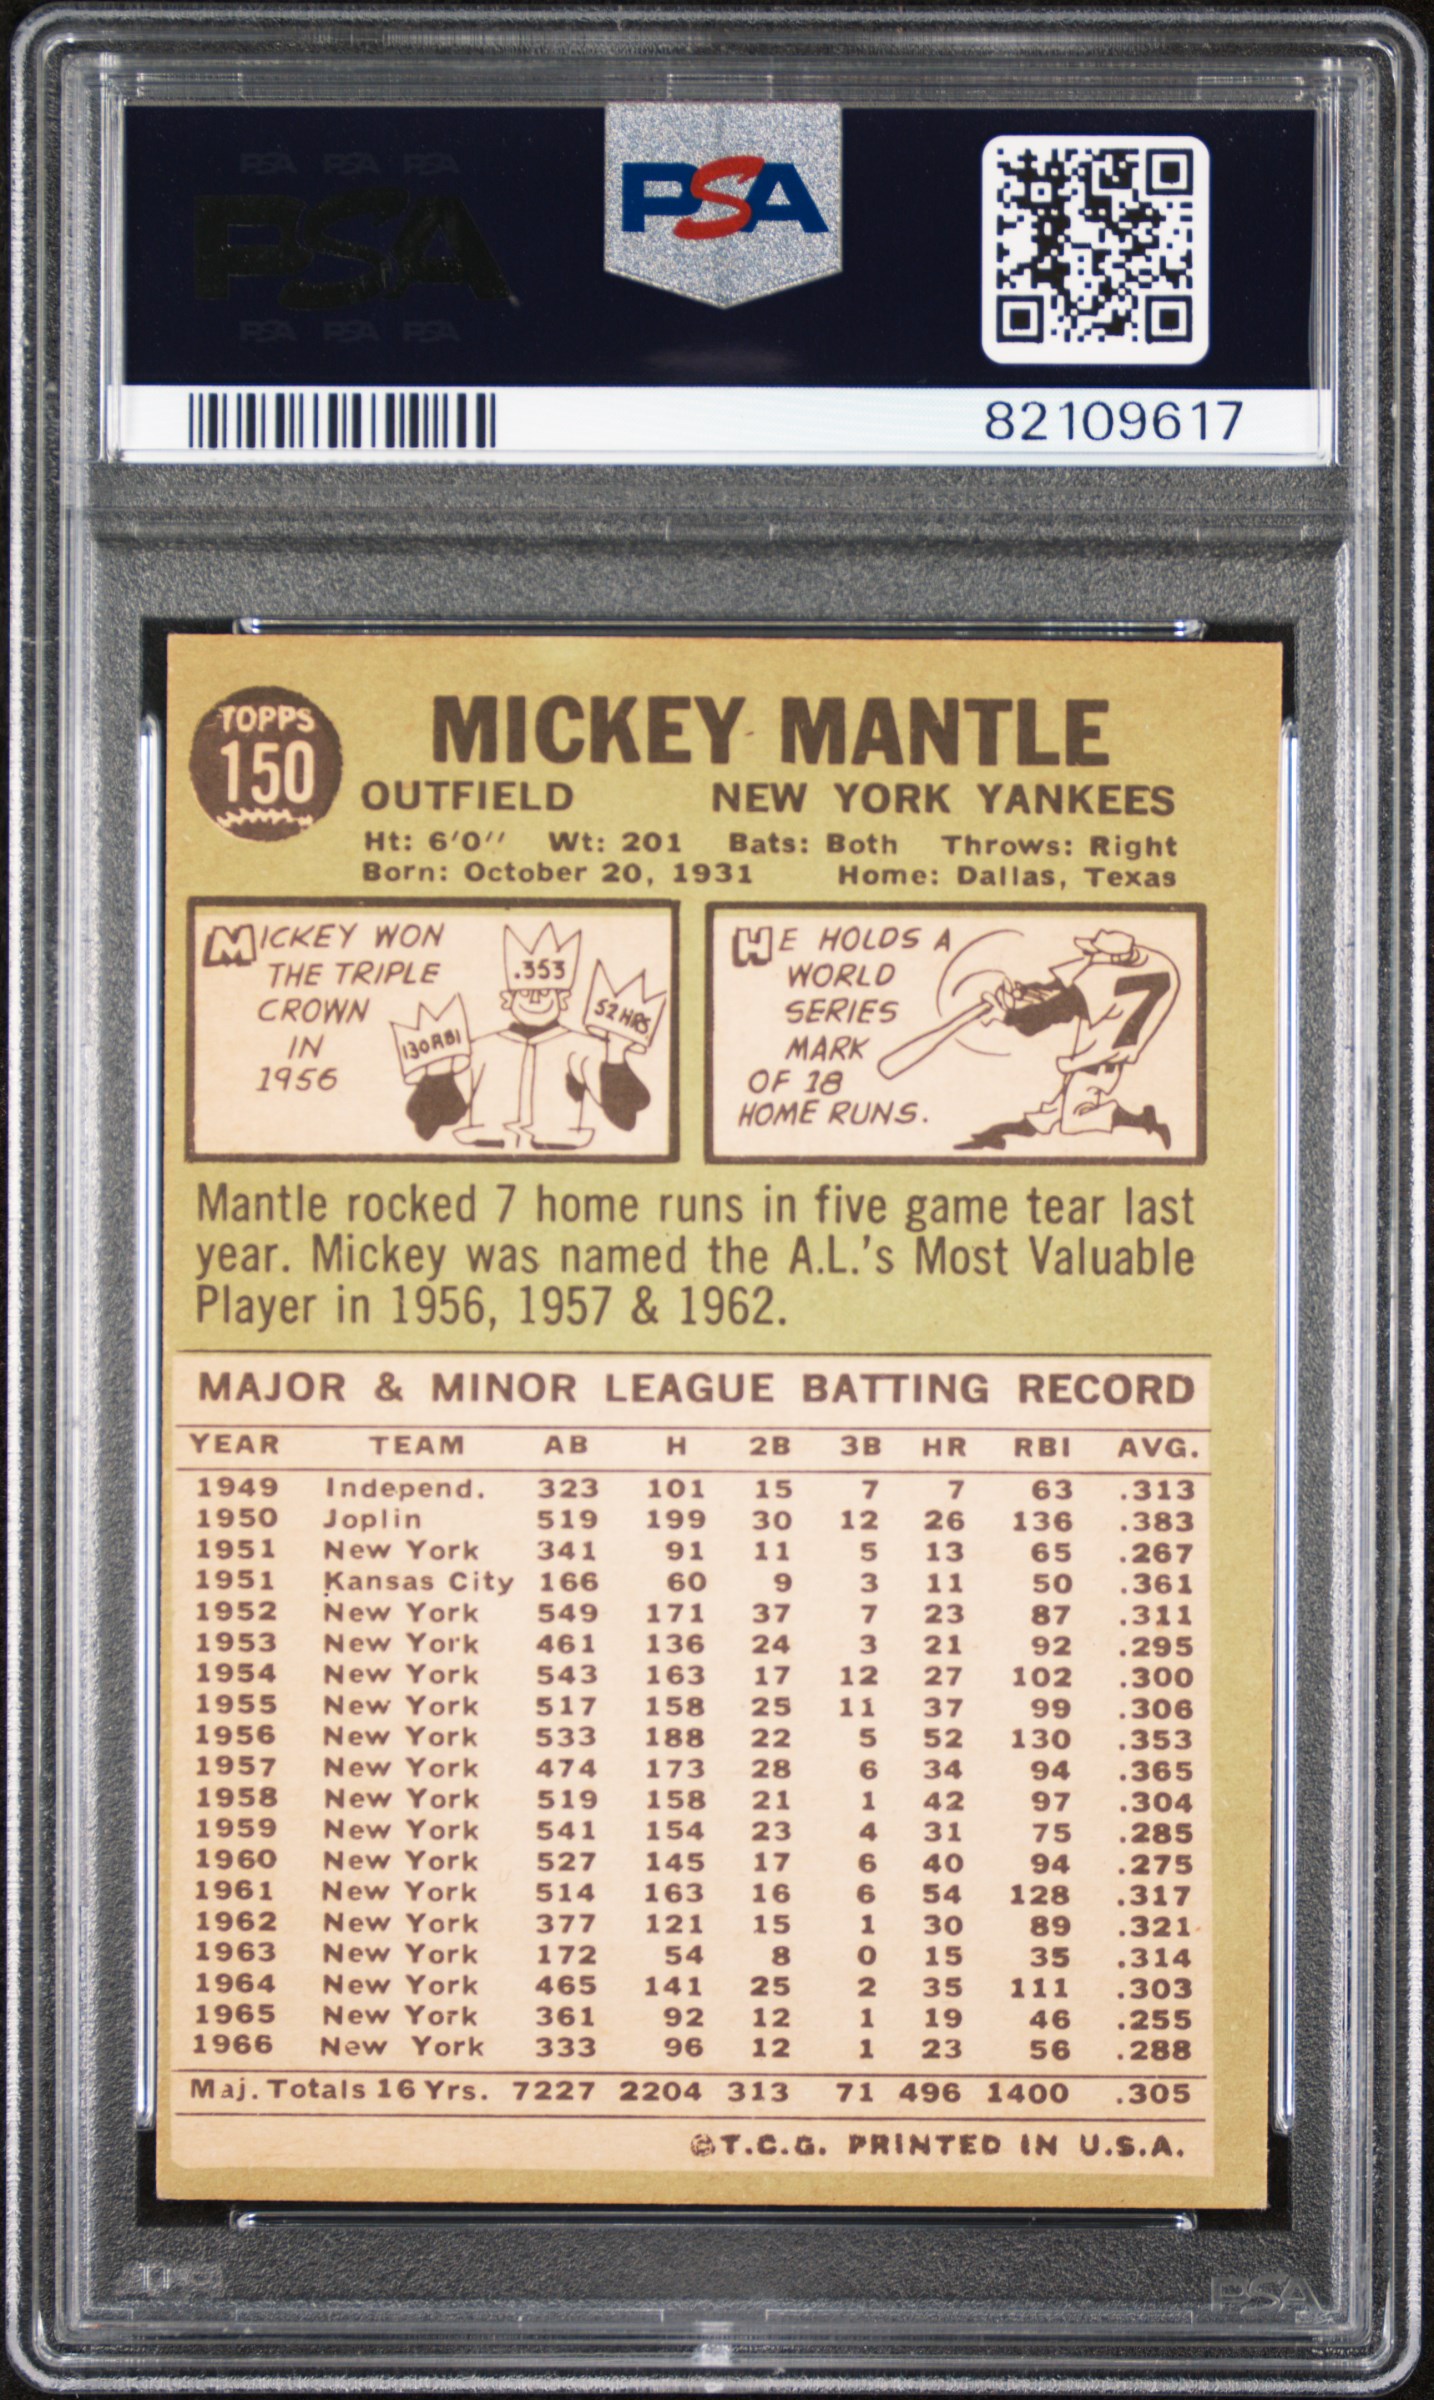 PSA PSA PSA
PSA
PSA PSA PSA
PSA
82109617
TOPPS
150
MICKEY MANTLE
OUTFIELD NEW YORK YANKEES
Ht: 6'0'' Wt: 201 Bats: Both Throws: Right
Born: October 20, 1931 Home: Dallas, Texas
MICKEY WON
THE TRIPLE
CROWN
IN
1956
.353
130 RBI
52 HRS
HE HOLDS A
WORLD
SERIES
MARK
OF 18
HOME RUNS.
7
Mantle rocked 7 home runs in five game tear last
year. Mickey was named the A.L.'s Most Valuable
Player in 1956, 1957 & 1962.
MAJOR & MINOR LEAGUE BATTING RECORD
YEAR TEAM AB H 2B 3B HR RBI AVG.
1949 Independ. 323 101 15 7 7 63 .313
1950 Joplin 519 199 30 12 26 136 .383
1951 New York 341 91 11 5 13 65 .267
1951 Kansas City 166 60 9 3 11 50 .361
1952 New York 549 171 37 7 23 87 .311
1953 New York 461 136 24 3 21 92 .295
1954 New York 543 163 17 12 27 102 .300
1955 New York 517 158 25 11 37 99 .306
1956 New York 533 188 22 5 52 130 .353
1957 New York 474 173 28 6 34 94 .365
1958 New York 519 158 21 1 42 97 .304
1959 New York 541 154 23 4 31 75 .285
1960 New York 527 145 17 6 40 94 .275
1961 New York 514 163 16 6 54 128 .317
1962 New York 377 121 15 1 30 89 .321
1963 New York 172 54 8 0 15 35 .314
1964 New York 465 141 25 2 35 111 .303
1965 New York 361 92 12 1 19 46 .255
1966 New York 333 96 12 1 23 56 .288
Maj. Totals 16 Yrs. 7227 2204 313 71 496 1400 .305
©T.C.G. PRINTED IN U.S.A.
PSA